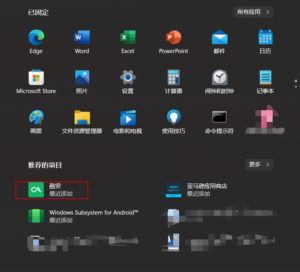 已固定
所有应用 >
Edge
Word
Excel
PowerPoint
邮件
日历
Microsoft Store
照片
设置
计算器
闹钟和时钟
记事本
画图
文件资源管理器
电影和电视
使用技巧
命令提示符
推荐的项目
更多 >
酷安
最近添加
亚马逊应用商店
最近添加
Windows Subsystem for Android™
最近添加